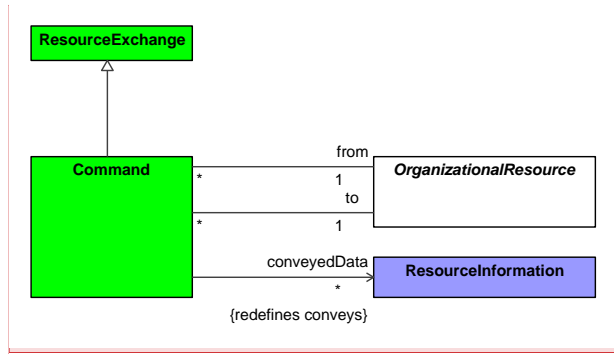 ResourceExchange
Command
from
OrganizationalResource
*
1
to
*
1
conveyedData
ResourceInformation
*
{redefines conveys}